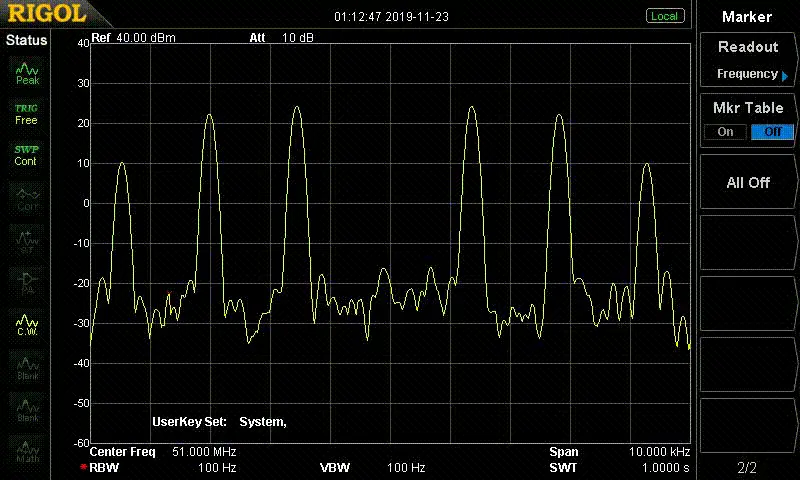 RIGOL
01:12:47 2019-11-23
Local
Marker
Status
Ref 40.00 dBm Att 10 dB
Readout
Frequency
Mkr Table
On Off
All Off
2/2
Peak
TRIG
Free
SWP
Cont
Corr
PA
C.W.
Blank
Blank
Math
40
30
20
10
0
-10
-20
-30
-40
-50
-60
UserKey Set: System,
Center Freq 51.000 MHz Span 10.000 kHz
*RBW 100 Hz VBW 100 Hz SWT 1.0000 s